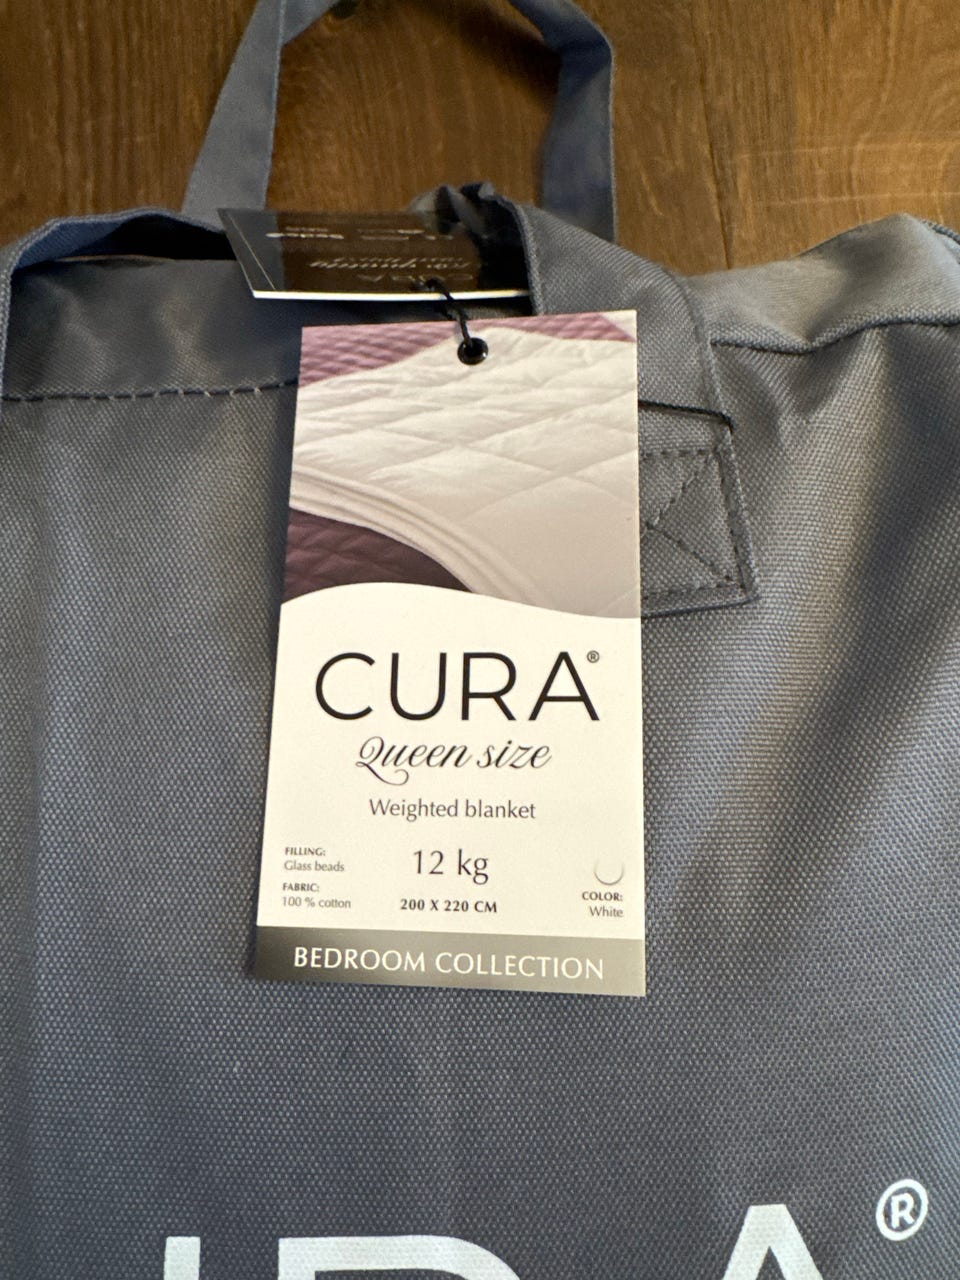 CURA®
Queen size
Weighted blanket
FILLING:
Glass beads
FABRIC:
100 % cotton
12 kg
200 X 220 CM
COLOR:
White
BEDROOM COLLECTION
®